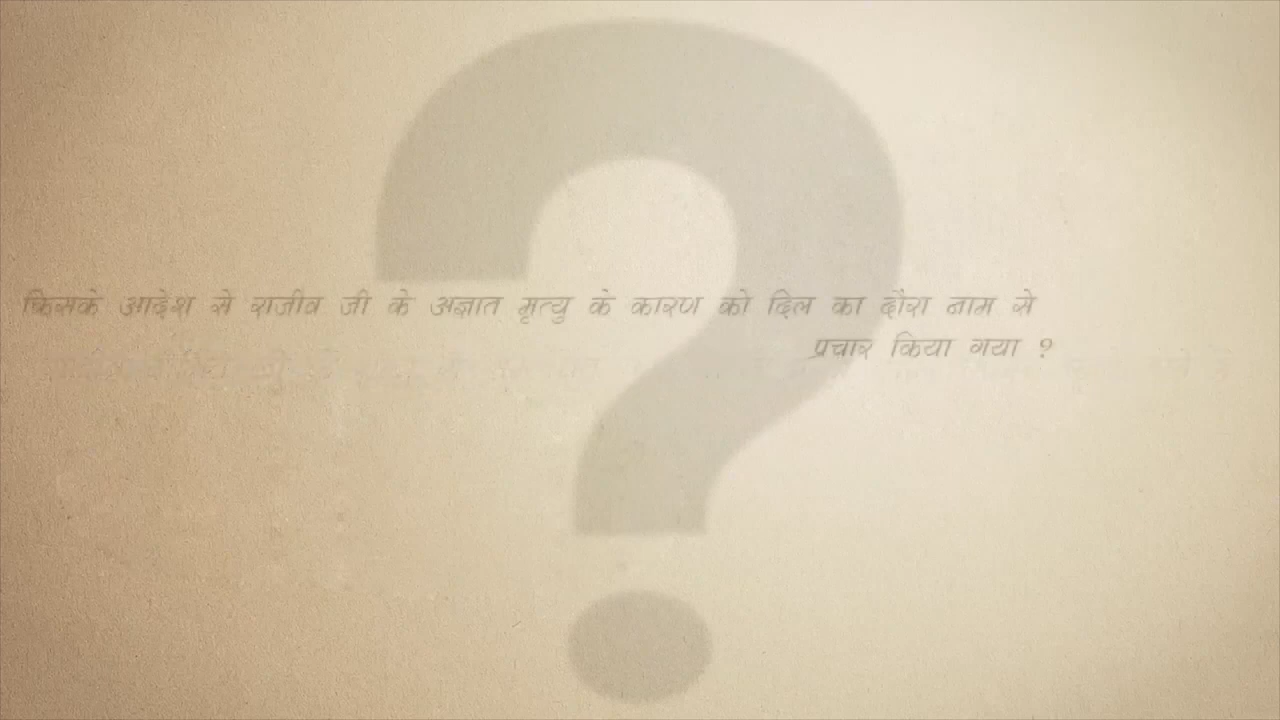 किसके आदेश से राजीव जी के अज्ञात मृत्यु के कारण को दिल का दौरा नाम से
प्रचार किया गया ?